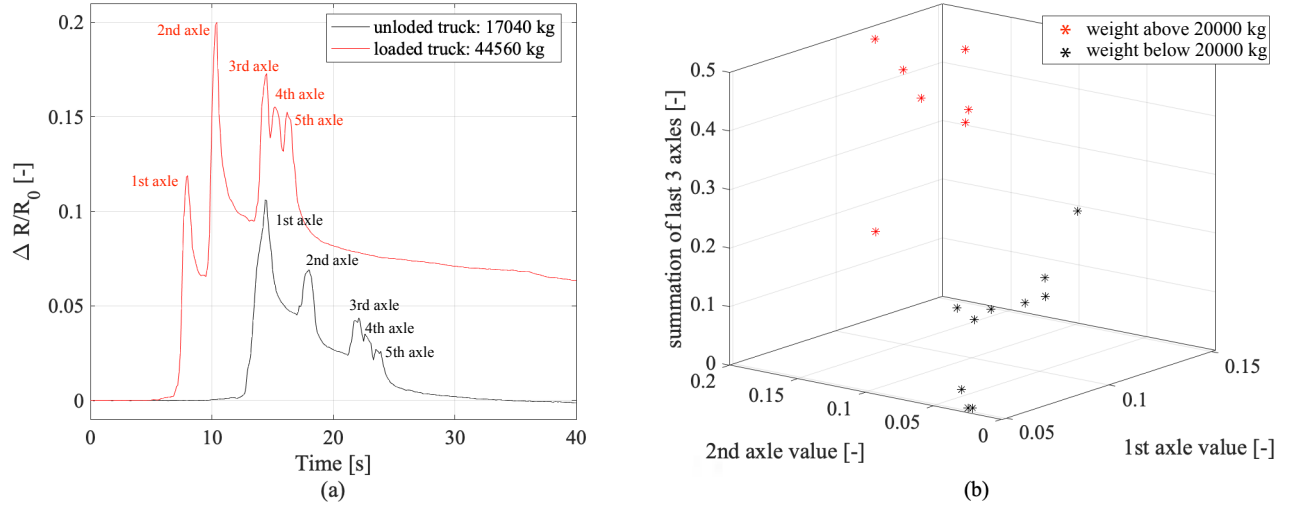 0.2
0.15
0.1
0.05
0
Δ R/R0 [-]
0
10
20
30
40
Time [s]
(a)
unloded truck: 17040 kg
loaded truck: 44560 kg
1st axle
2nd axle
3rd axle
4th axle
5th axle
1st axle
2nd axle
3rd axle
4th axle
5th axle
weight above 20000 kg
weight below 20000 kg
summation of last 3 axles [-]
0.5
0.4
0.3
0.2
0.1
0
0.2
0.15
0.1
0.05
0
2nd axle value [-]
0.05
0.1
0.15
1st axle value [-]
(b)